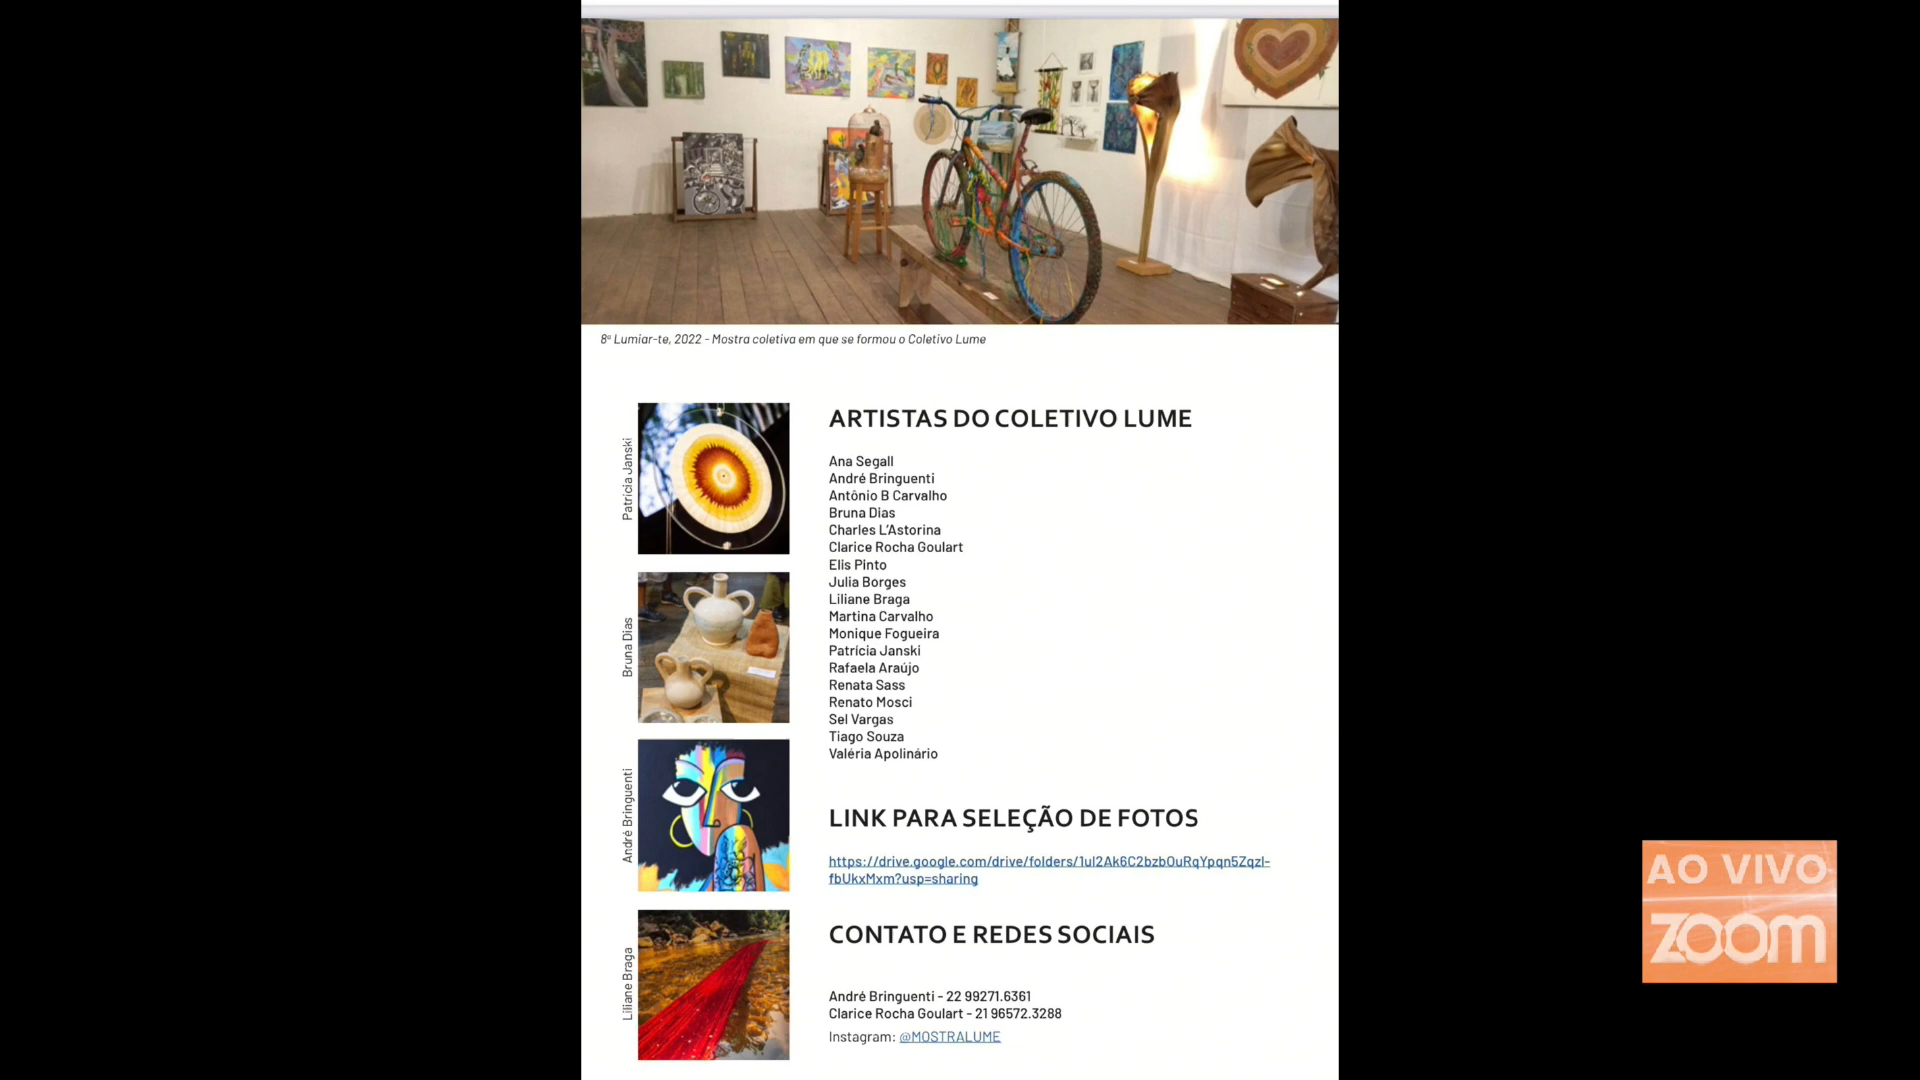 8ª Lumiar-te, 2022 - Mostra coletiva em que se formou o Coletivo Lume
Patrícia Janski
Bruna Dias
André Bringuenti
Liliane Braga
ARTISTAS DO COLETIVO LUME
Ana Segall
André Bringuenti
Antônio B Carvalho
Bruna Dias
Charles L'Astorina
Clarice Rocha Goulart
Elis Pinto
Julia Borges
Liliane Braga
Martina Carvalho
Monique Fogueira
Patrícia Janski
Rafaela Araújo
Renata Sass
Renato Mosci
Sel Vargas
Tiago Souza
Valéria Apolinário
LINK PARA SELEÇÃO DE FOTOS
https://drive.google.com/drive/folders/1ul2Ak6C2bzbOuRqYpqn5ZqzI-
fbUkxMxm?usp=sharing
CONTATO E REDES SOCIAIS
André Bringuenti - 22 99271.6361
Clarice Rocha Goulart - 21 96572.3288
Instagram: @MOSTRALUME
AO VIVO
ZOOM